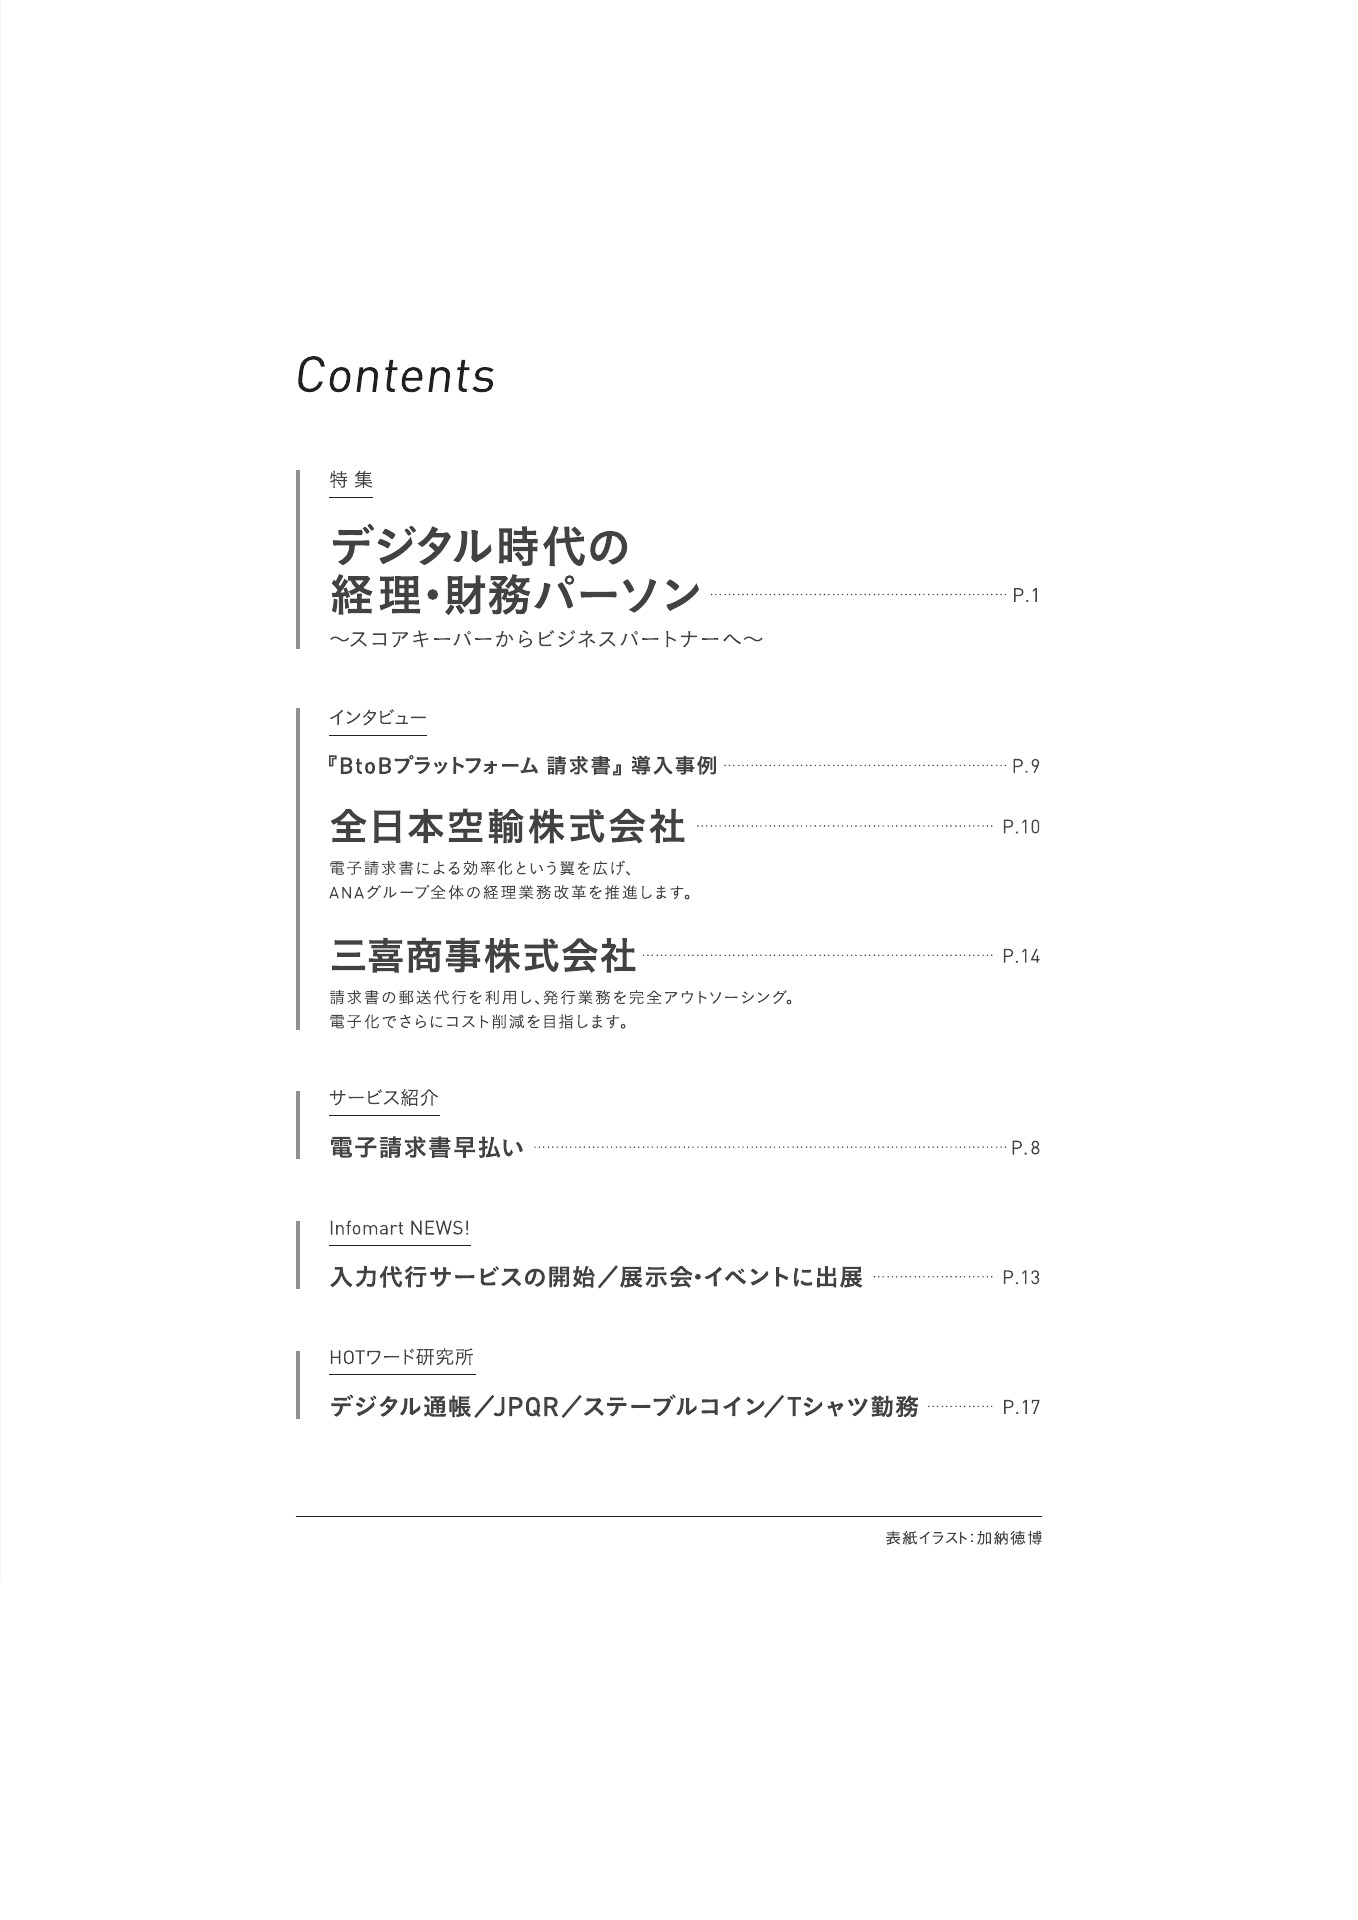 Contents
特 集
デジタル時代の
経理・財務パーソン P.1
〜スコアキーパーからビジネスパートナーへ〜
インタビュー
『BtoBプラットフォーム 請求書』 導入事例 P.9
全日本空輸株式会社 P.10
電子請求書による効率化という翼を広げ、
ANAグループ全体の経理業務改革を推進します。
三喜商事株式会社 P.14
請求書の郵送代行を利用し、発行業務を完全アウトソーシング。
電子化でさらにコスト削減を目指します。
サービス紹介
電子請求書早払い P.8
Infomart NEWS!
入力代行サービスの開始／展示会・イベントに出展 P.13
HOTワード研究所
デジタル通帳／JPQR／ステーブルコイン／Tシャツ勤務 P.17
表紙イラスト：加納徳博